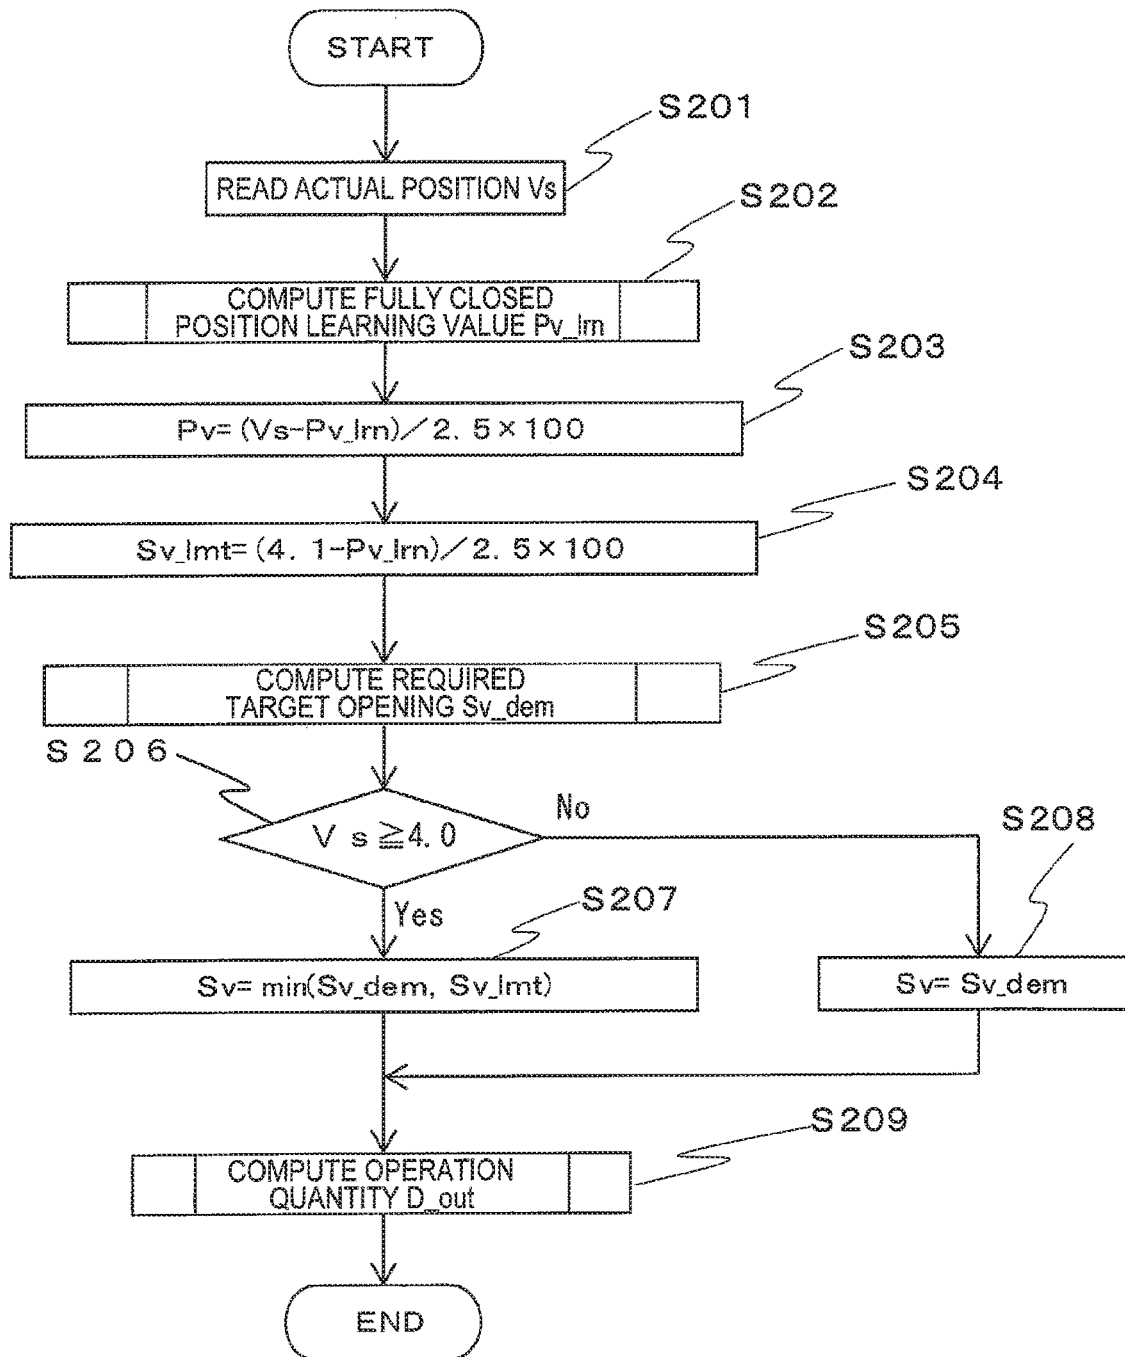 START
S201
READ ACTUAL POSITION Vs
S202
COMPUTE FULLY CLOSED
POSITION LEARNING VALUE Pv_lrn
S203
Pv=(Vs-Pv_lrn)/2.5×100
S204
Sv_lmt=(4.1-Pv_lrn)/2.5×100
S205
COMPUTE REQUIRED
TARGET OPENING Sv_dem
S206
Vs≧4.0
No
S208
Yes
S207
Sv=min(Sv_dem, Sv_lmt)
Sv=Sv_dem
S209
COMPUTE OPERATION
QUANTITY D_out
END